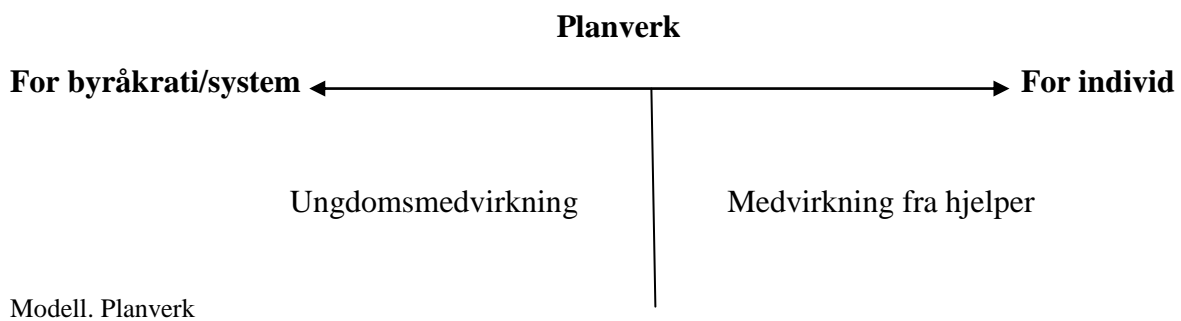 Planverk
For byråkrati/system For individ
Ungdomsmedvirkning Medvirkning fra hjelper
Modell. Planverk